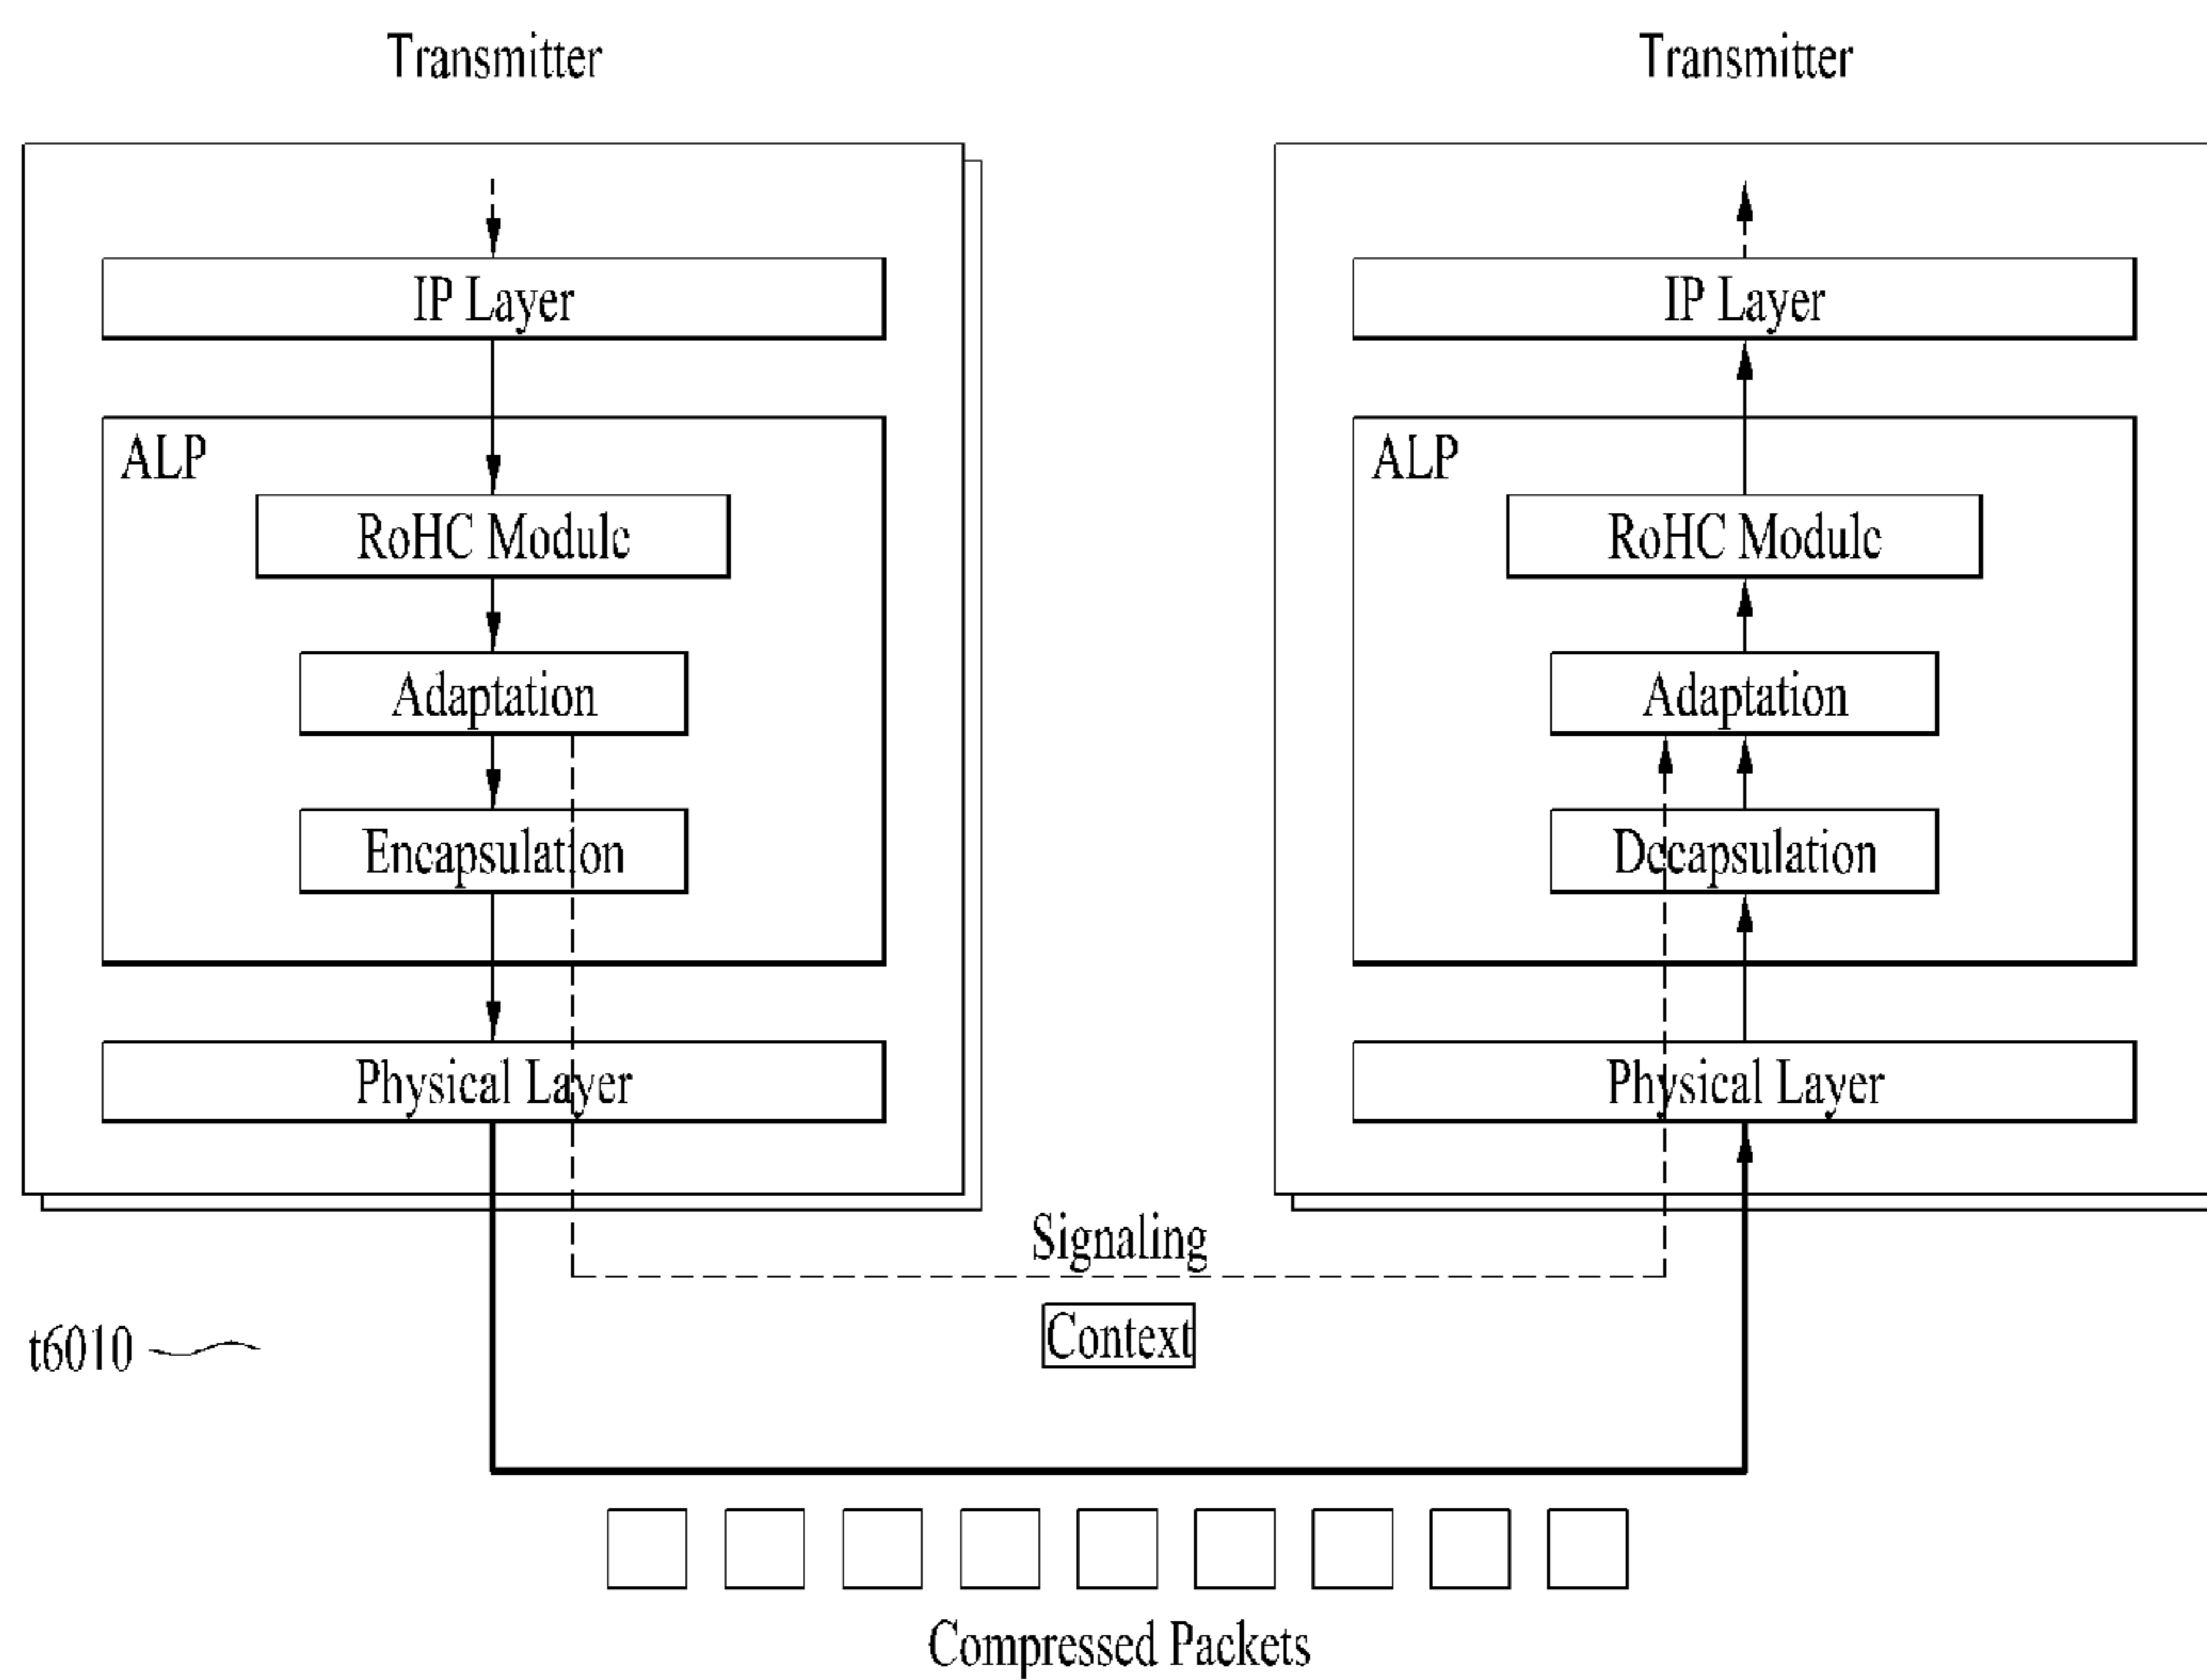 Transmitter
IP Layer
ALP
RoHC Module
Adaptation
Encapsulation
Physical Layer
Transmitter
IP Layer
ALP
RoHC Module
Adaptation
Decapsulation
Physical Layer
Signaling
Context
t6010
Compressed Packets